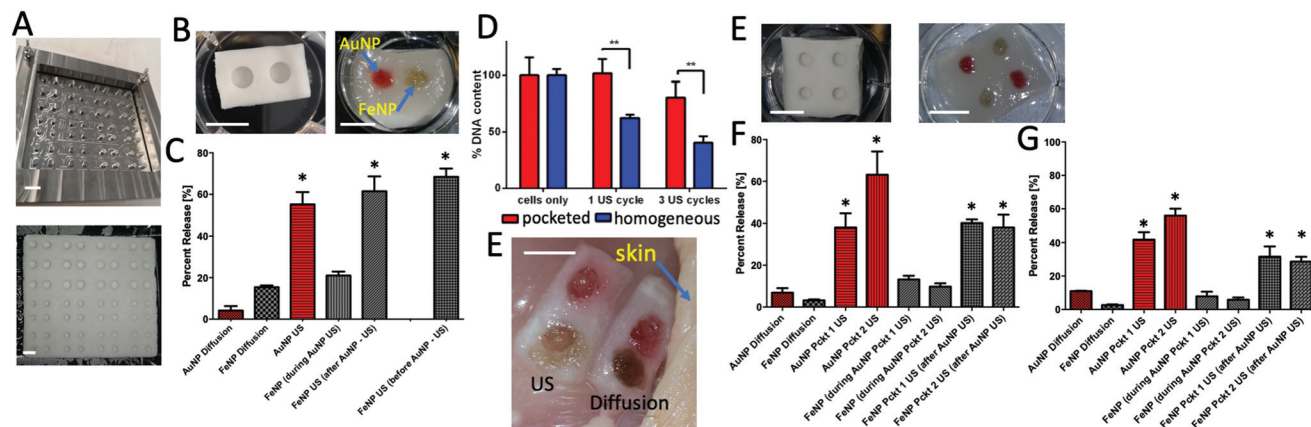 A
B
AuNP
FeNP
C
Percent Release [%]
80
60
40
20
0
AuNP Diffusion
FeNP Diffusion
AuNP US
FeNP (during AuNP US)
FeNP US (after AuNP - US)
FeNP US (before AuNP - US)
D
% DNA content
100
50
0
**
**
cells only
1 US cycle
3 US cycles
pocketed
homogeneous
E
skin
US
Diffusion
E
F
Percent Release [%]
80
60
40
20
0
AuNP Diffusion
FeNP Diffusion
AuNP Pckt 1 US
AuNP Pckt 2 US
FeNP (during AuNP Pckt 1 US)
FeNP (during AuNP Pckt 2 US)
FeNP Pckt 1 US (after AuNP US)
FeNP Pckt 2 US (after AuNP US)
G
Percent Release [%]
100
80
60
40
20
0
AuNP Diffusion
FeNP Diffusion
AuNP Pckt 1 US
AuNP Pckt 2 US
FeNP (during AuNP Pckt 1 US)
FeNP (during AuNP Pckt 2 US)
FeNP Pckt 1 US (after AuNP US)
FeNP Pckt 2 US (after AuNP US)